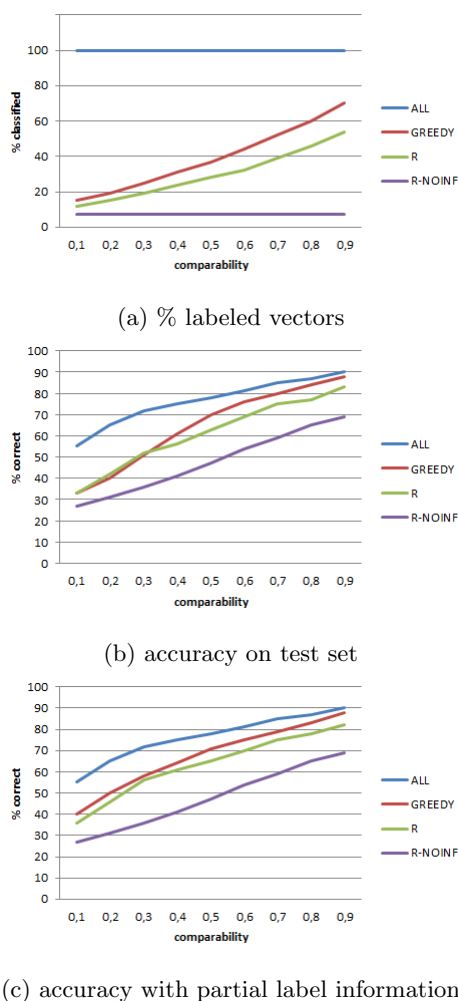 100
80
60
40
20
0
% classified
0,1 0,2 0,3 0,4 0,5 0,6 0,7 0,8 0,9
comparability
ALL
GREEDY
R
R-NOINF
(a) % labeled vectors
100
90
80
70
60
50
40
30
20
10
0
% correct
0,1 0,2 0,3 0,4 0,5 0,6 0,7 0,8 0,9
comparability
ALL
GREEDY
R
R-NOINF
(b) accuracy on test set
100
90
80
70
60
50
40
30
20
10
0
% correct
0,1 0,2 0,3 0,4 0,5 0,6 0,7 0,8 0,9
comparability
ALL
GREEDY
R
R-NOINF
(c) accuracy with partial label information